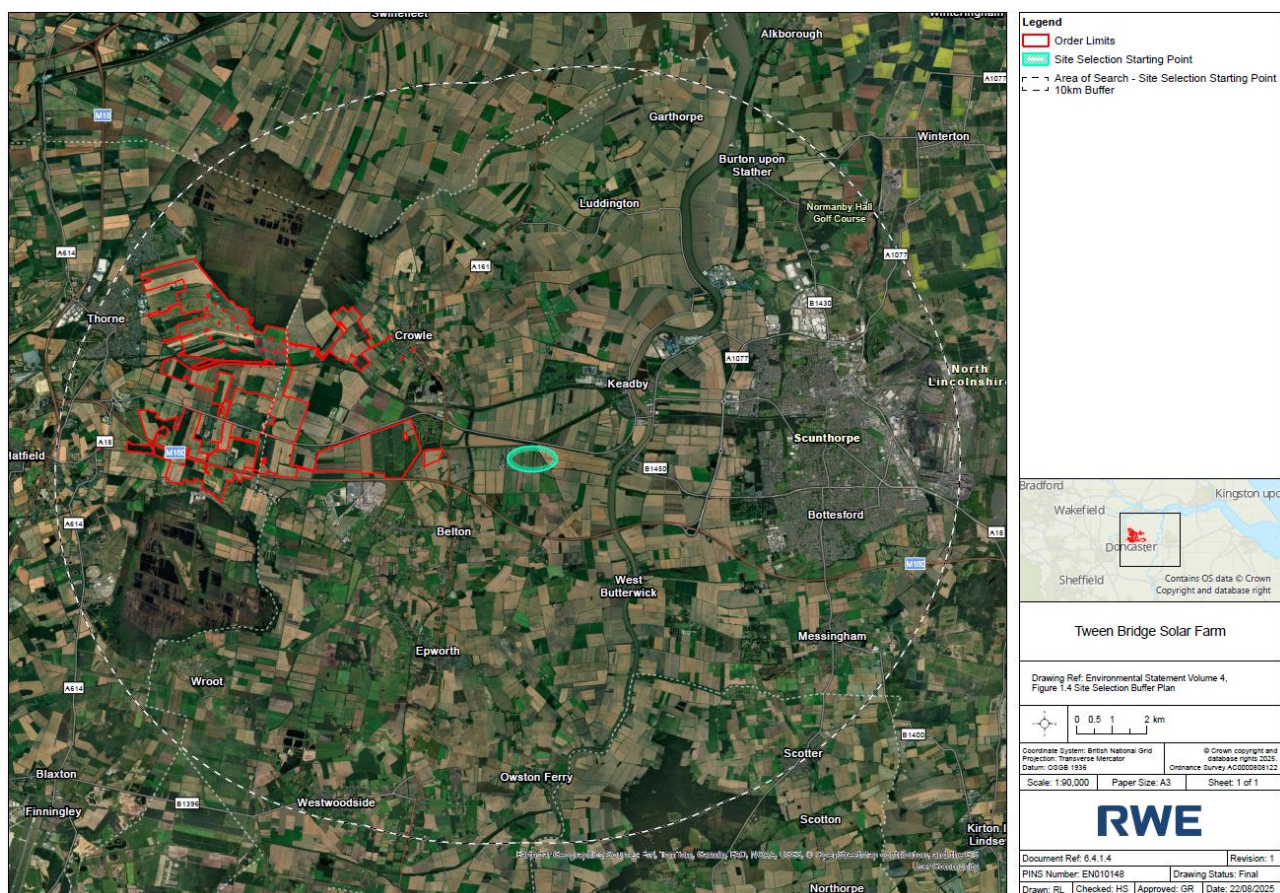 Swinefleet
Winteringham
Alkborough
A1077
M18
Garthorpe
Winterton
Burton upon
Stather
Luddington
Normanby Hall
Golf Course
A614
A161
A1077
B1430
Thorne
Crowle
A1077
North
Lincolnshire
Keadby
Scunthorpe
A18
M180
Hatfield
B1450
Bottesford
A614
Belton
A18
M180
West
Butterwick
Messingham
Epworth
Wroot
A614
B1400
Scotter
Blaxton
Owston Ferry
Westwoodside
B1396
Finningley
Scotton
Kirton I
Lindse
Northorpe
Legend
Order Limits
Site Selection Starting Point
Area of Search - Site Selection Starting Point
10km Buffer
Bradford
Kingston upo
Wakefield
Doncaster
Sheffield
Contains OS data © Crown
Copyright and database right
Tween Bridge Solar Farm
Drawing Ref: Environmental Statement Volume 4,
Figure 1.4 Site Selection Buffer Plan
0 0.5 1 2 km
Coordinate System: British National Grid
Projection: Transverse Mercator
Datum: OSGB 1936
© Crown copyright and
database rights 2025.
Ordnance Survey AC0000808122
Scale: 1:90,000 Paper Size: A3 Sheet: 1 of 1
RWE
Document Ref: 6.4.1.4 Revision: 1
PINS Number: EN010148 Drawing Status: Final
Drawn: RL Checked: HS Approved: GR Date: 22/08/2025